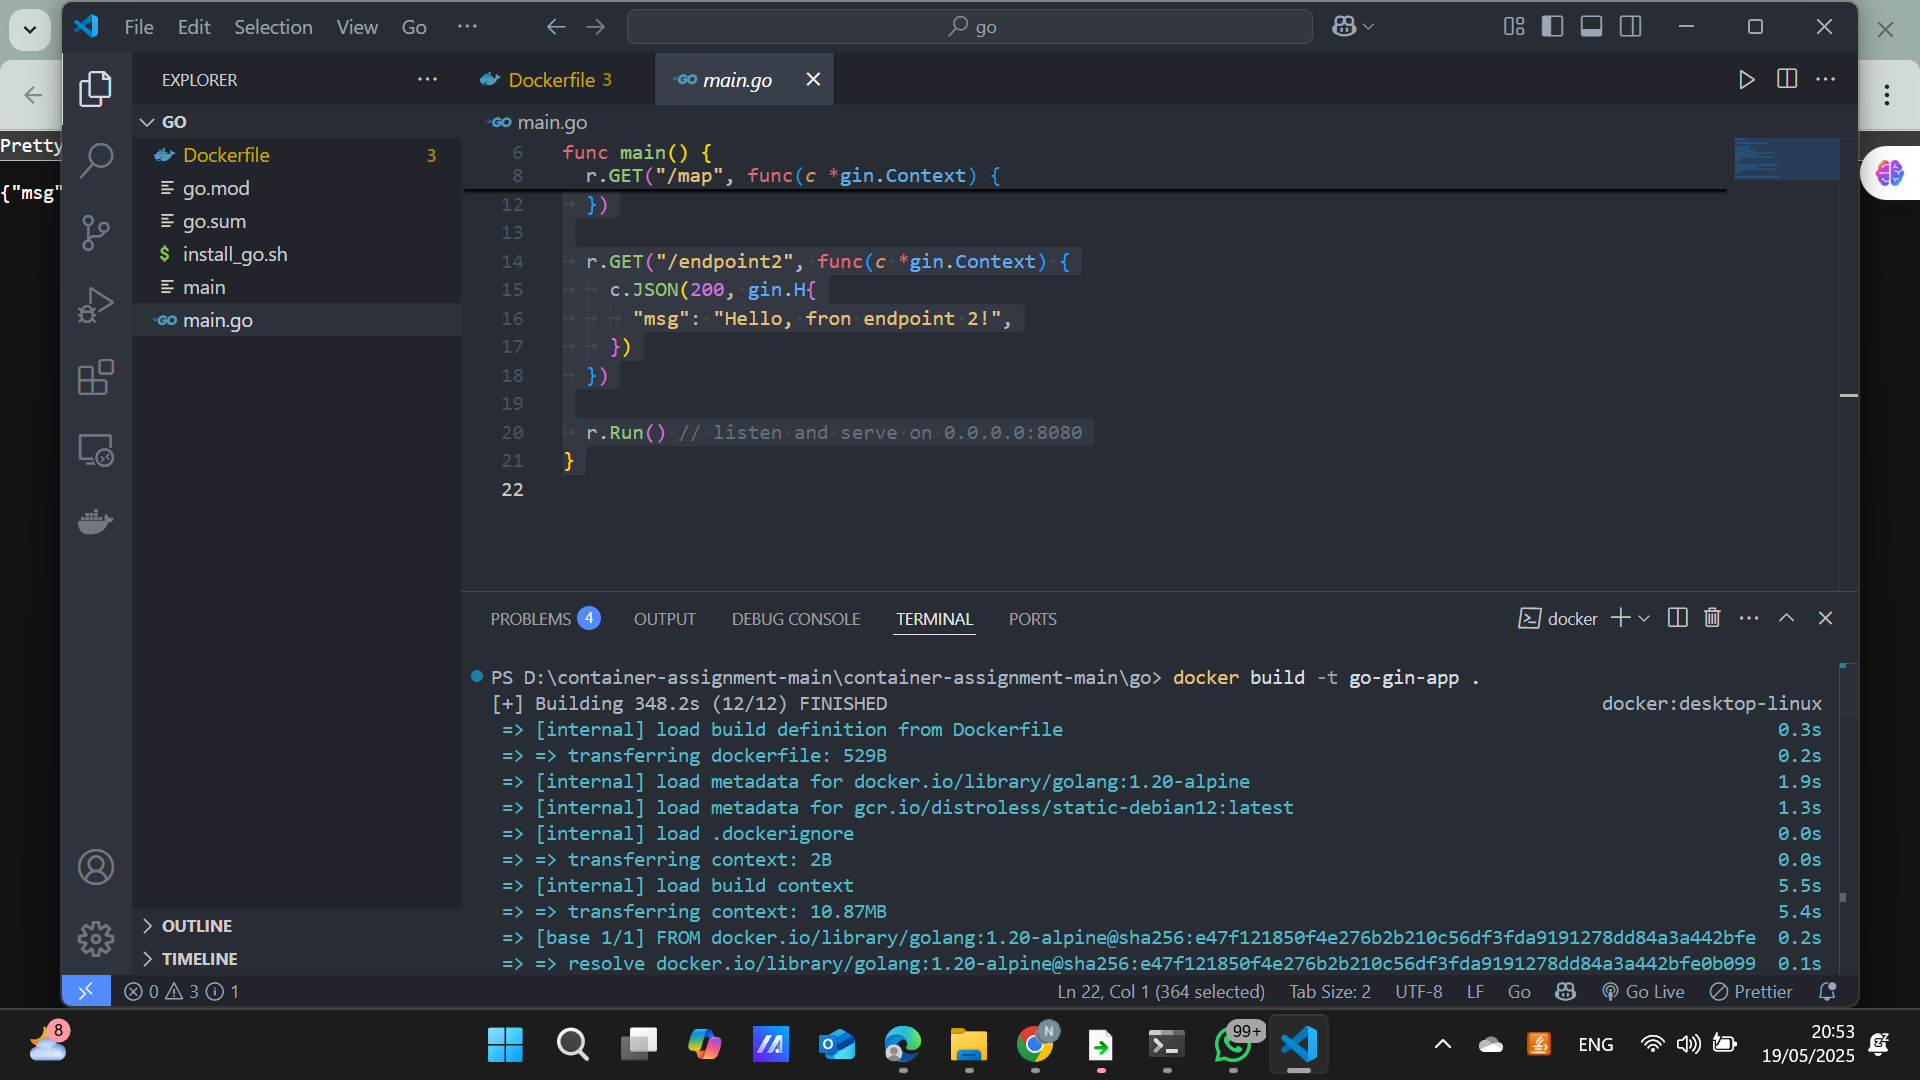 File Edit Selection View Go ··· go
EXPLORER ···
GO
Dockerfile 3
go.mod
go.sum
install_go.sh
main
main.go
OUTLINE
TIMELINE
Pretty
{"msg"
Dockerfile 3 main.go
main.go
6 func main() {
8 r.GET("/map", func(c *gin.Context) {
12 })
13
14 r.GET("/endpoint2", func(c *gin.Context) {
15 c.JSON(200, gin.H{
16 "msg": "Hello, fron endpoint 2!",
17 })
18 })
19
20 r.Run() // listen and serve on 0.0.0.0:8080
21 }
22
PROBLEMS 4 OUTPUT DEBUG CONSOLE TERMINAL PORTS docker
PS D:\container-assignment-main\container-assignment-main\go> docker build -t go-gin-app .
[+] Building 348.2s (12/12) FINISHED docker:desktop-linux
=> [internal] load build definition from Dockerfile 0.3s
=> => transferring dockerfile: 529B 0.2s
=> [internal] load metadata for docker.io/library/golang:1.20-alpine 1.9s
=> [internal] load metadata for gcr.io/distroless/static-debian12:latest 1.3s
=> [internal] load .dockerignore 0.0s
=> => transferring context: 2B 0.0s
=> [internal] load build context 5.5s
=> => transferring context: 10.87MB 5.4s
=> [base 1/1] FROM docker.io/library/golang:1.20-alpine@sha256:e47f121850f4e276b2b210c56df3fda9191278dd84a3a442bfe 0.2s
=> => resolve docker.io/library/golang:1.20-alpine@sha256:e47f121850f4e276b2b210c56df3fda9191278dd84a3a442bfe0b099 0.1s
0 3 1 Ln 22, Col 1 (364 selected) Tab Size: 2 UTF-8 LF Go Go Live Prettier
8 N 99+ ENG 20:53
19/05/2025